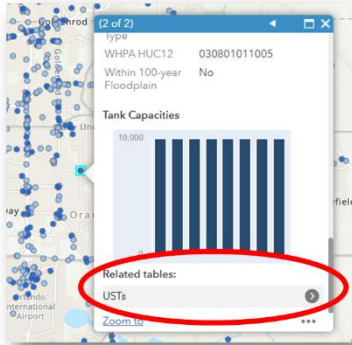 (2 of 2)
Type
WHPA HUC12 030801011005
Within 100-year No
Floodplain
Tank Capacities
10,000
0
Related tables:
USTs
Zoom to
Orlando
International
Airport